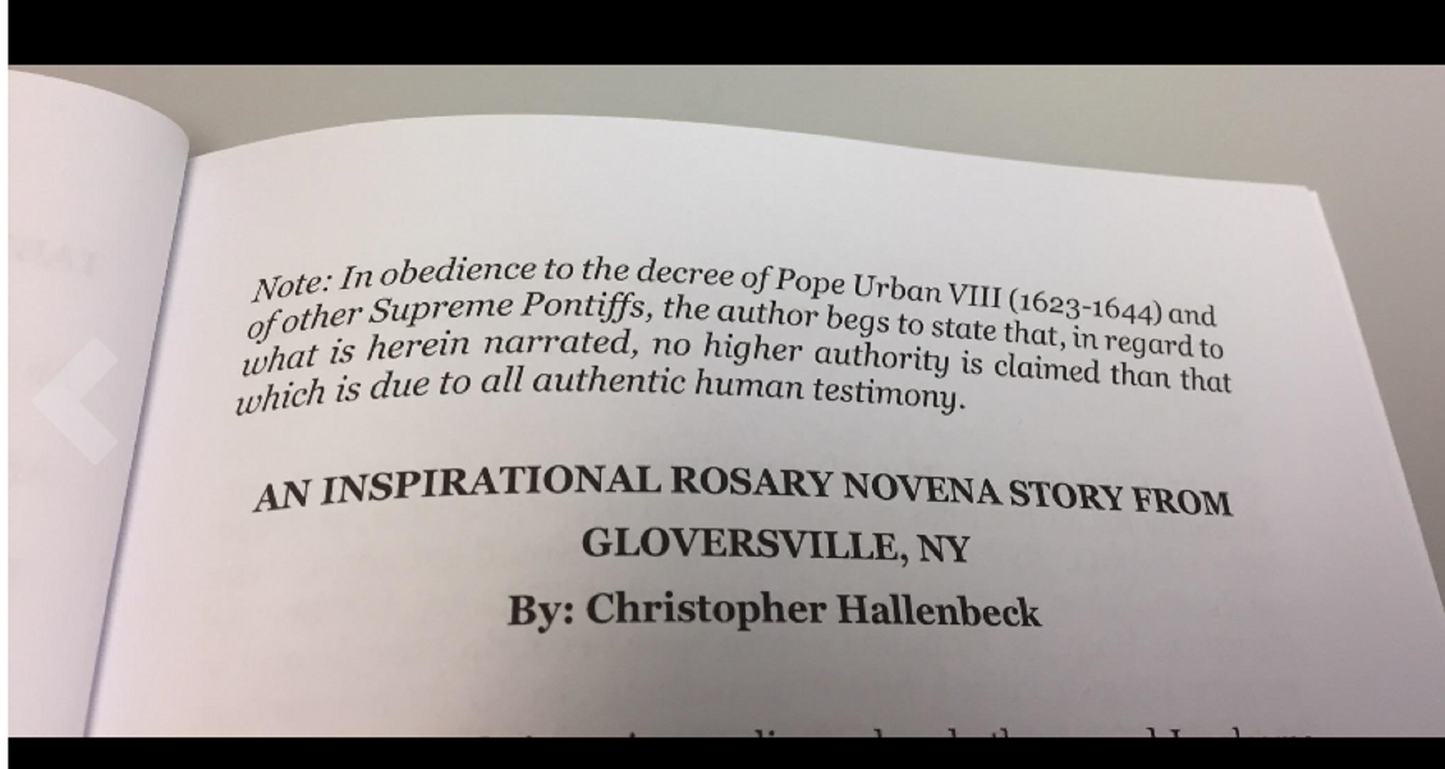 Note: In obedience to the decree of Pope Urban VIII (1623-1644) and
of other Supreme Pontiffs, the author begs to state that, in regard to
what is herein narrated, no higher authority is claimed than that
which is due to all authentic human testimony.
AN INSPIRATIONAL ROSARY NOVENA STORY FROM
GLOVERSVILLE, NY
By: Christopher Hallenbeck